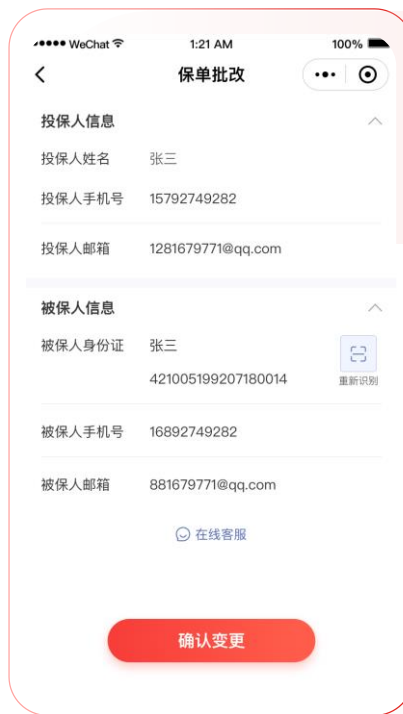 WeChat 1:21 AM 100%
保单批改
投保人信息
投保人姓名 张三
投保人手机号 15792749282
投保人邮箱 1281679771@qq.com
被保人信息
被保人身份证 张三
421005199207180014
重新识别
被保人手机号 16892749282
被保人邮箱 881679771@qq.com
在线客服
确认变更